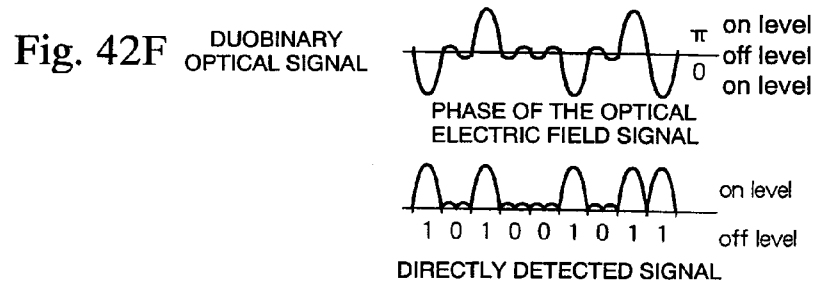 Fig. 42F
DUOBINARY
OPTICAL SIGNAL
π
0
on level
off level
on level
PHASE OF THE OPTICAL
ELECTRIC FIELD SIGNAL
on level
1 0 1 0 0 1 0 1 1
off level
DIRECTLY DETECTED SIGNAL